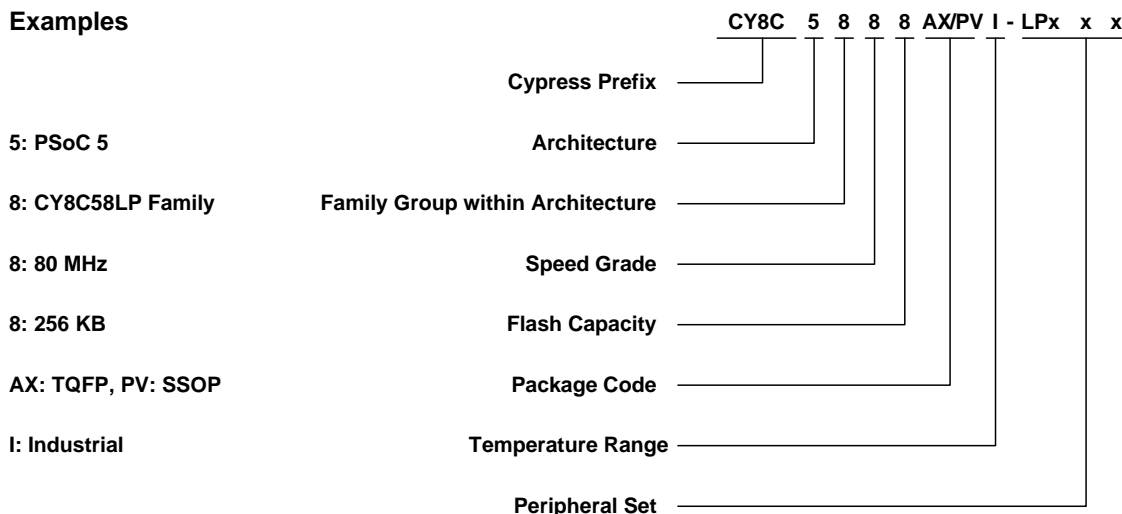 Examples CY8C 5 8 8 8 AX/PV I - LPx x x
Cypress Prefix
5: PSoC 5 Architecture
8: CY8C58LP Family Family Group within Architecture
8: 80 MHz Speed Grade
8: 256 KB Flash Capacity
AX: TQFP, PV: SSOP Package Code
I: Industrial Temperature Range
Peripheral Set